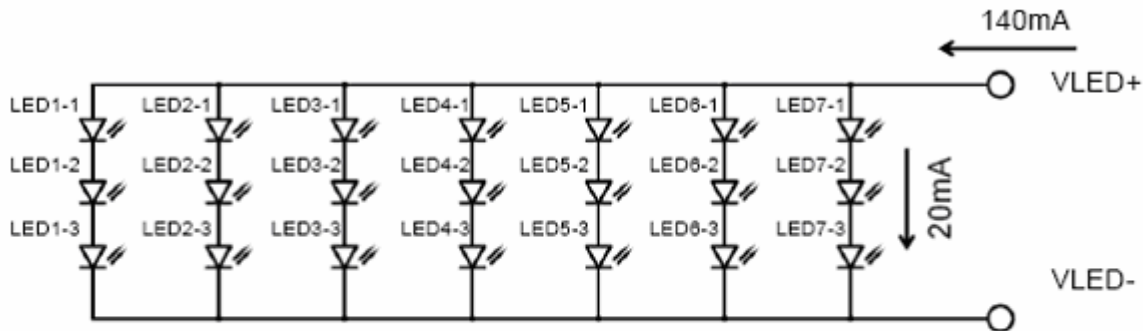 140mA
VLED+
LED1-1 LED2-1 LED3-1 LED4-1 LED5-1 LED6-1 LED7-1
LED1-2 LED2-2 LED3-2 LED4-2 LED5-2 LED6-2 LED7-2
20mA
LED1-3 LED2-3 LED3-3 LED4-3 LED5-3 LED6-3 LED7-3
VLED-